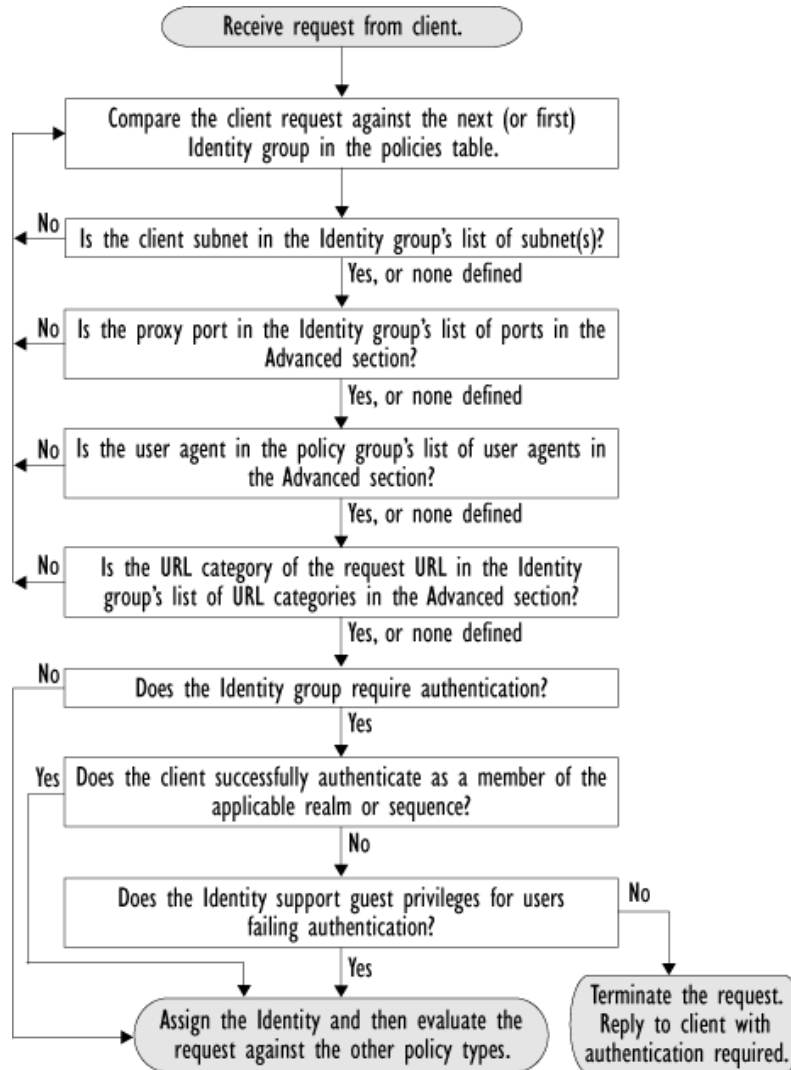 Receive request from client.
Compare the client request against the next (or first)
Identity group in the policies table.
No
Is the client subnet in the Identity group's list of subnet(s)?
Yes, or none defined
No
Is the proxy port in the Identity group's list of ports in the
Advanced section?
Yes, or none defined
No
Is the user agent in the policy group's list of user agents in
the Advanced section?
Yes, or none defined
No
Is the URL category of the request URL in the Identity
group's list of URL categories in the Advanced section?
Yes, or none defined
No
Does the Identity group require authentication?
Yes
Yes
Does the client successfully authenticate as a member of the
applicable realm or sequence?
No
Does the Identity support guest privileges for users
failing authentication?
No
Yes
Assign the Identity and then evaluate the
request against the other policy types.
Terminate the request.
Reply to client with
authentication required.